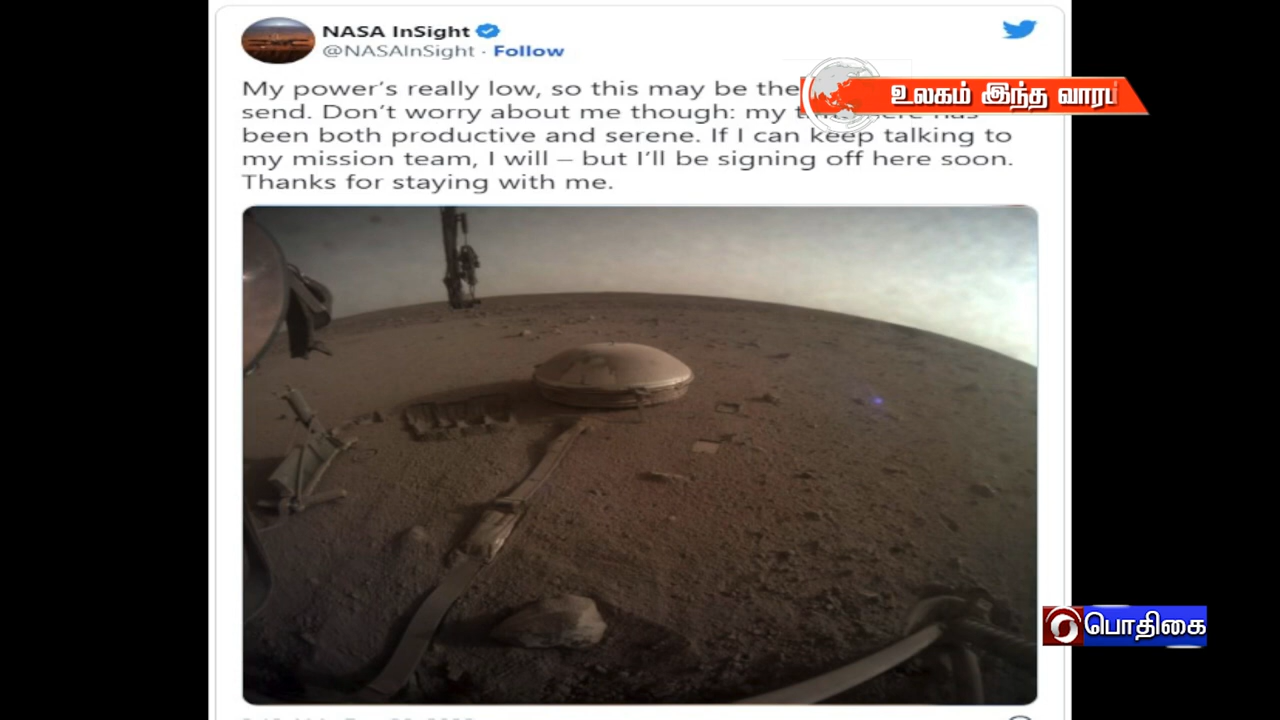 NASA InSight
@NASAInSight · Follow
My power's really low, so this may be the
send. Don't worry about me though: my
been both productive and serene. If I can keep talking to
my mission team, I will – but I'll be signing off here soon.
Thanks for staying with me.
உலகம் இந்த வாரம்
பொதிகை